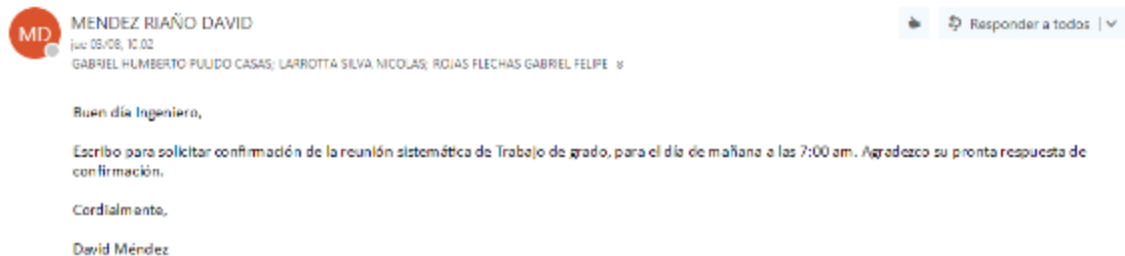 MD
MENDEZ RIAÑO DAVID
jue 03/08, 10:02
Responder a todos
GABRIEL HUMBERTO PULIDO CASAS; LARROTTA SILVA NICOLAS; ROJAS FLECHAS GABRIEL FELIPE
Buen día Ingeniero,
Escribo para solicitar confirmación de la reunión sistemática de Trabajo de grado, para el día de mañana a las 7:00 am. Agradezco su pronta respuesta de
confirmación.
Cordialmente,
David Méndez